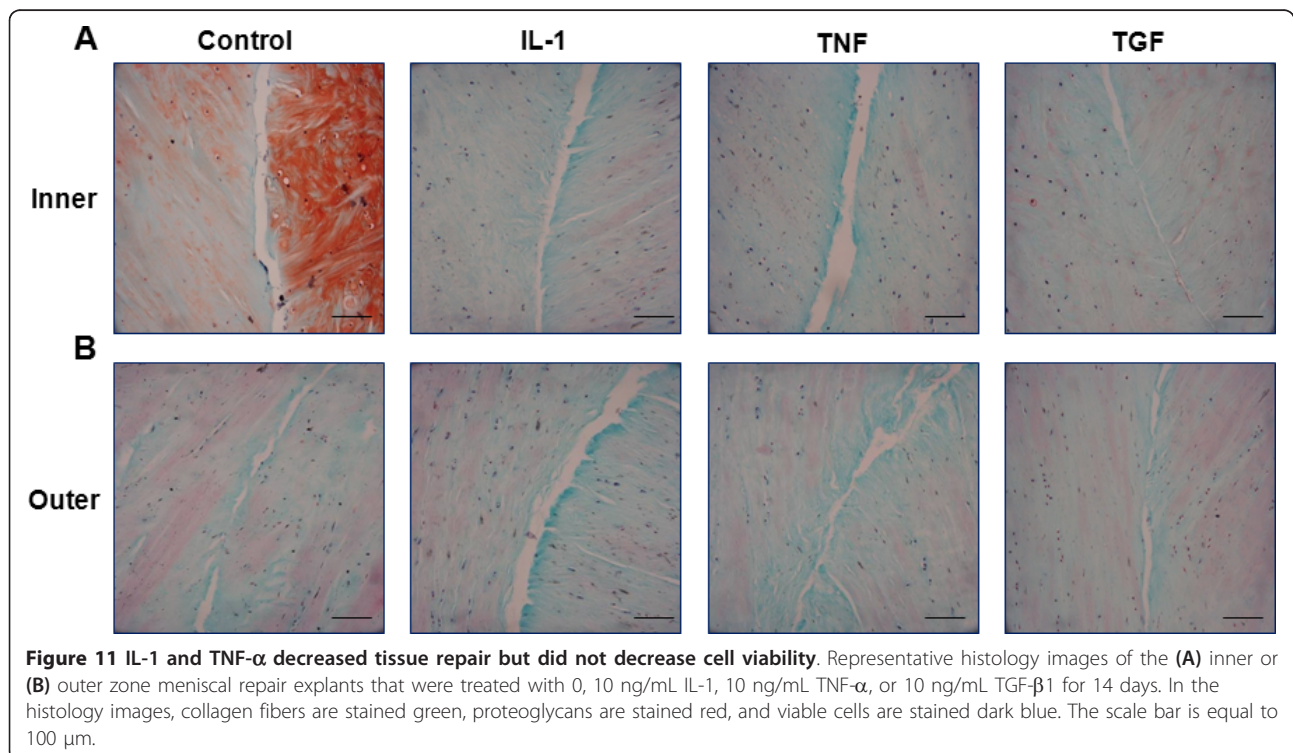 A
Control IL-1 TNF TGF
Inner
B
Outer
Figure 11 IL-1 and TNF-α decreased tissue repair but did not decrease cell viability. Representative histology images of the (A) inner or
(B) outer zone meniscal repair explants that were treated with 0, 10 ng/mL IL-1, 10 ng/mL TNF-α, or 10 ng/mL TGF-β1 for 14 days. In the
histology images, collagen fibers are stained green, proteoglycans are stained red, and viable cells are stained dark blue. The scale bar is equal to
100 μm.